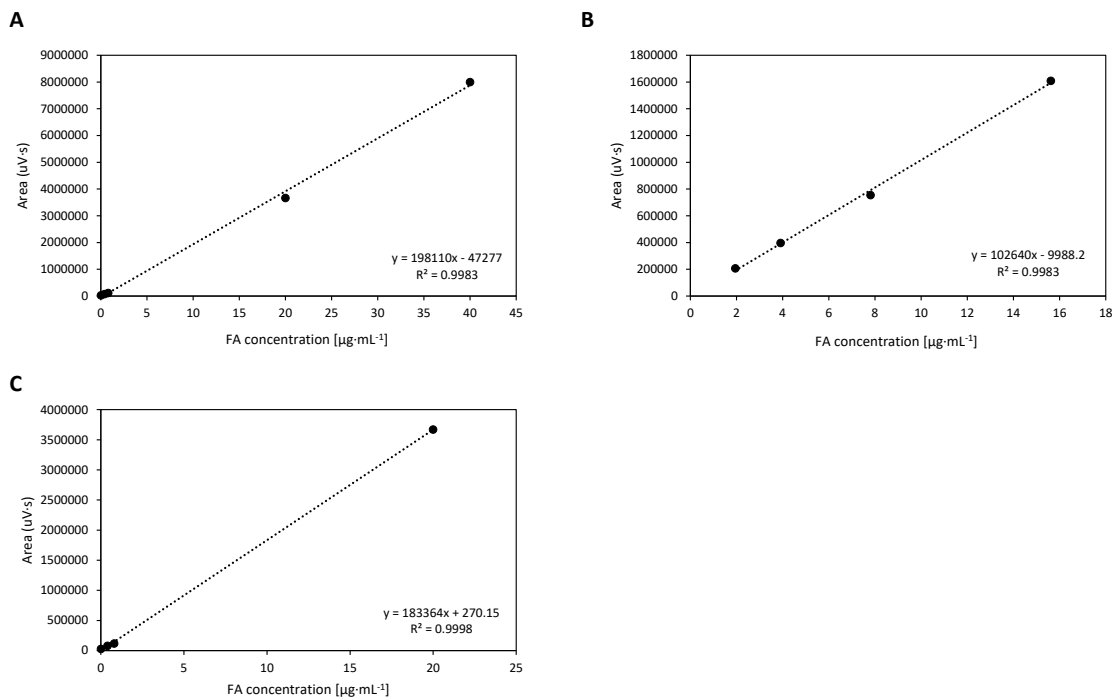 A
9000000
8000000
7000000
6000000
5000000
4000000
3000000
2000000
1000000
0
Area (uV·s)
y = 198110x - 47277
R² = 0.9983
0 5 10 15 20 25 30 35 40 45
FA concentration [µg·mL⁻¹]
B
1800000
1600000
1400000
1200000
1000000
800000
600000
400000
200000
0
Area (uV·s)
y = 102640x - 9988.2
R² = 0.9983
0 2 4 6 8 10 12 14 16 18
FA concentration [µg·mL⁻¹]
C
4000000
3500000
3000000
2500000
2000000
1500000
1000000
500000
0
Area (uV·s)
y = 183364x + 270.15
R² = 0.9998
0 5 10 15 20 25
FA concentration [µg·mL⁻¹]